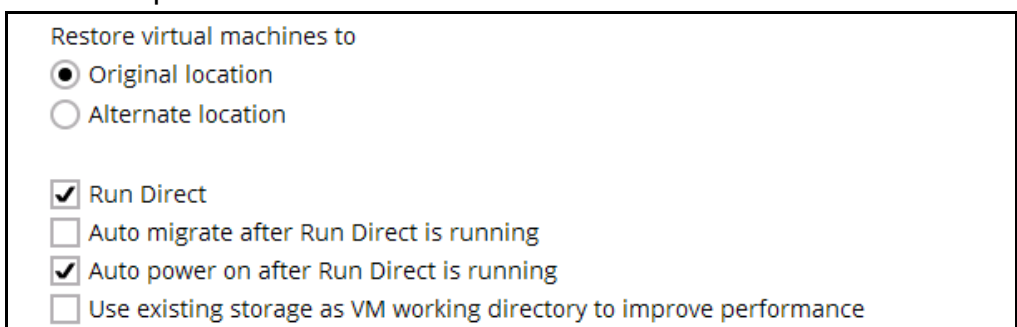 Restore virtual machines to
Original location
Alternate location
Run Direct
Auto migrate after Run Direct is running
Auto power on after Run Direct is running
Use existing storage as VM working directory to improve performance